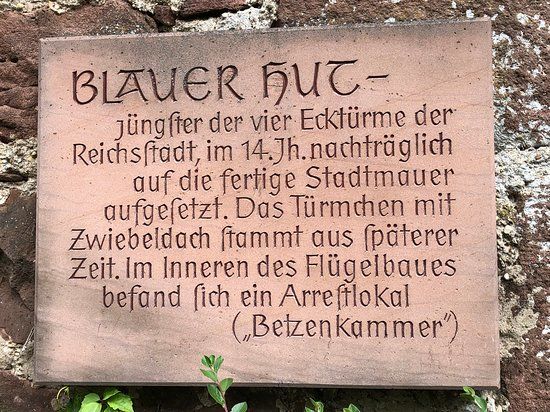 BLAUER HUT –
jüngſter der vier Ecktürme der
Reichsſtadt, im 14. Jh. nachträglich
auf die fertige Stadtmauer
aufgeſetzt. Das Türmchen mit
Zwiebeldach ſtammt aus ſpäterer
Zeit. Im Inneren des Flügelbaues
befand ſich ein Arreſtlokal
(„Betzenkammer”)